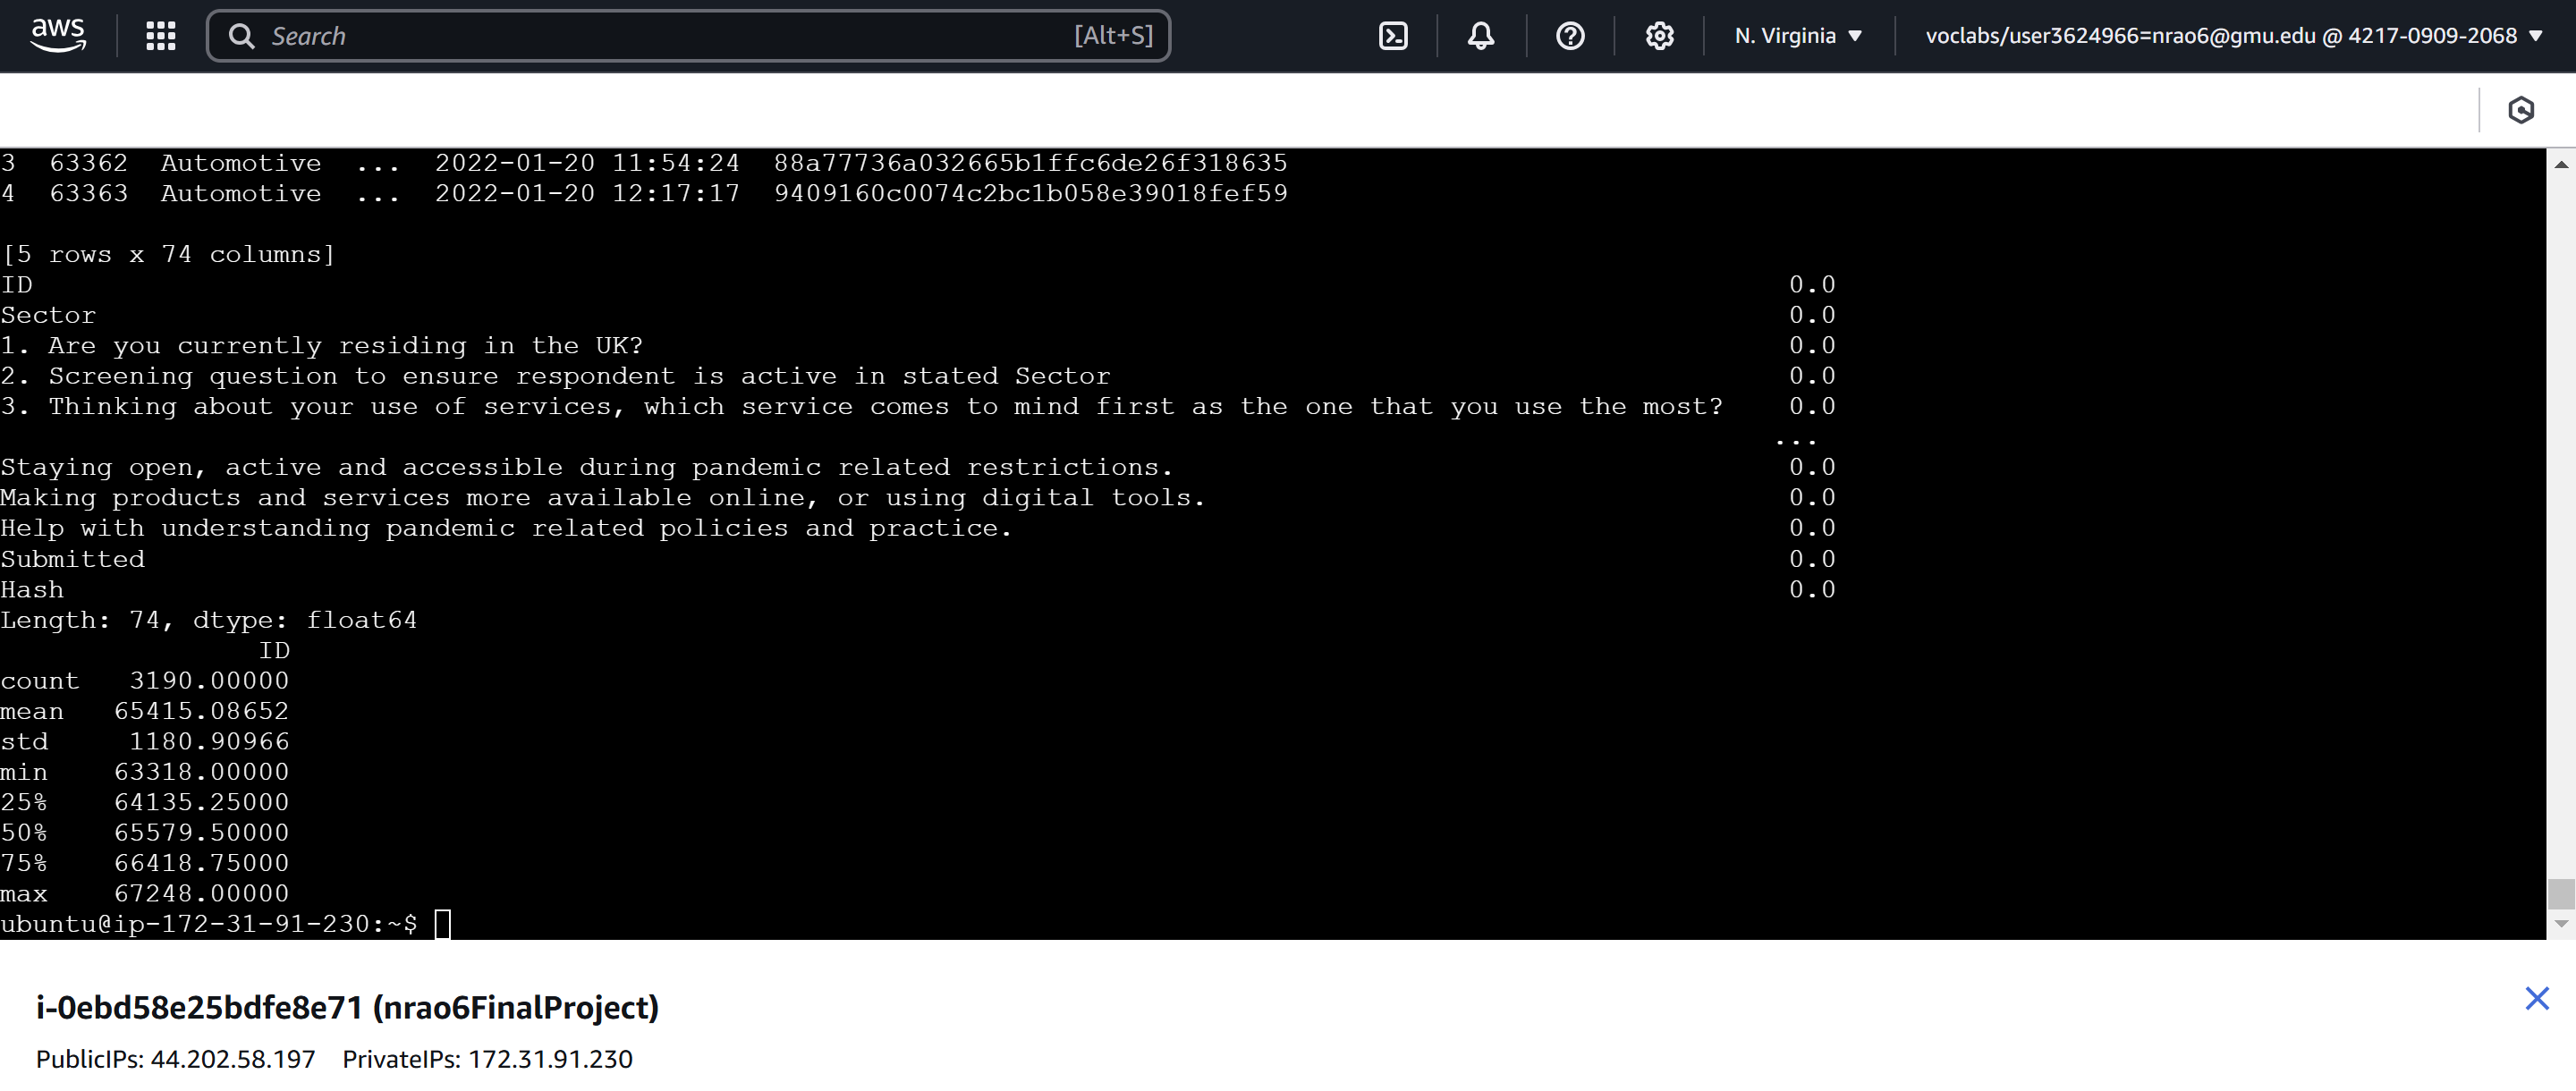 aws Search [Alt+S] N. Virginia voclabs/user3624966=nrao6@gmu.edu @ 4217-0909-2068
3 63362 Automotive ... 2022-01-20 11:54:24 88a77736a032665b1ffc6de26f318635
4 63363 Automotive ... 2022-01-20 12:17:17 9409160c0074c2bc1b058e39018fef59
[5 rows x 74 columns]
ID 0.0
Sector 0.0
1. Are you currently residing in the UK? 0.0
2. Screening question to ensure respondent is active in stated Sector 0.0
3. Thinking about your use of services, which service comes to mind first as the one that you use the most? 0.0
...
Staying open, active and accessible during pandemic related restrictions. 0.0
Making products and services more available online, or using digital tools. 0.0
Help with understanding pandemic related policies and practice. 0.0
Submitted 0.0
Hash 0.0
Length: 74, dtype: float64
ID
count 3190.00000
mean 65415.08652
std 1180.90966
min 63318.00000
25% 64135.25000
50% 65579.50000
75% 66418.75000
max 67248.00000
ubuntu@ip-172-31-91-230:~$
i-0ebd58e25bdfe8e71 (nrao6FinalProject)
PublicIPs: 44.202.58.197 PrivateIPs: 172.31.91.230